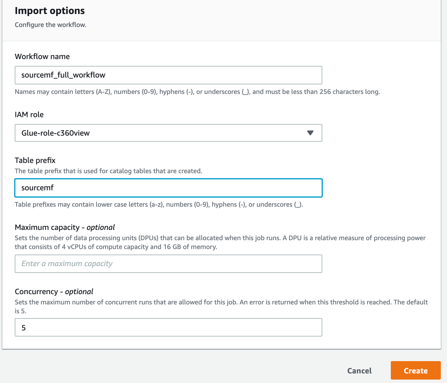 Import options
Configure the workflow.
Workflow name
sourcemf_full_workflow
Names may contain letters (A-Z), numbers (0-9), hyphens (-), or underscores (_), and must be less than 256 characters long.
IAM role
Glue-role-c360view
Table prefix
The table prefix that is used for catalog tables that are created.
sourcemf
Table prefixes may contain lower case letters (a-z), numbers (0-9), hyphens (-), or underscores (_).
Maximum capacity - optional
Sets the number of data processing units (DPUs) that can be allocated when this job runs. A DPU is a relative measure of processing power
that consists of 4 vCPUs of compute capacity and 16 GB of memory.
Enter a maximum capacity
Concurrency - optional
Sets the maximum number of concurrent runs that are allowed for this job. An error is returned when this threshold is reached. The default
is 5.
5
Cancel
Create